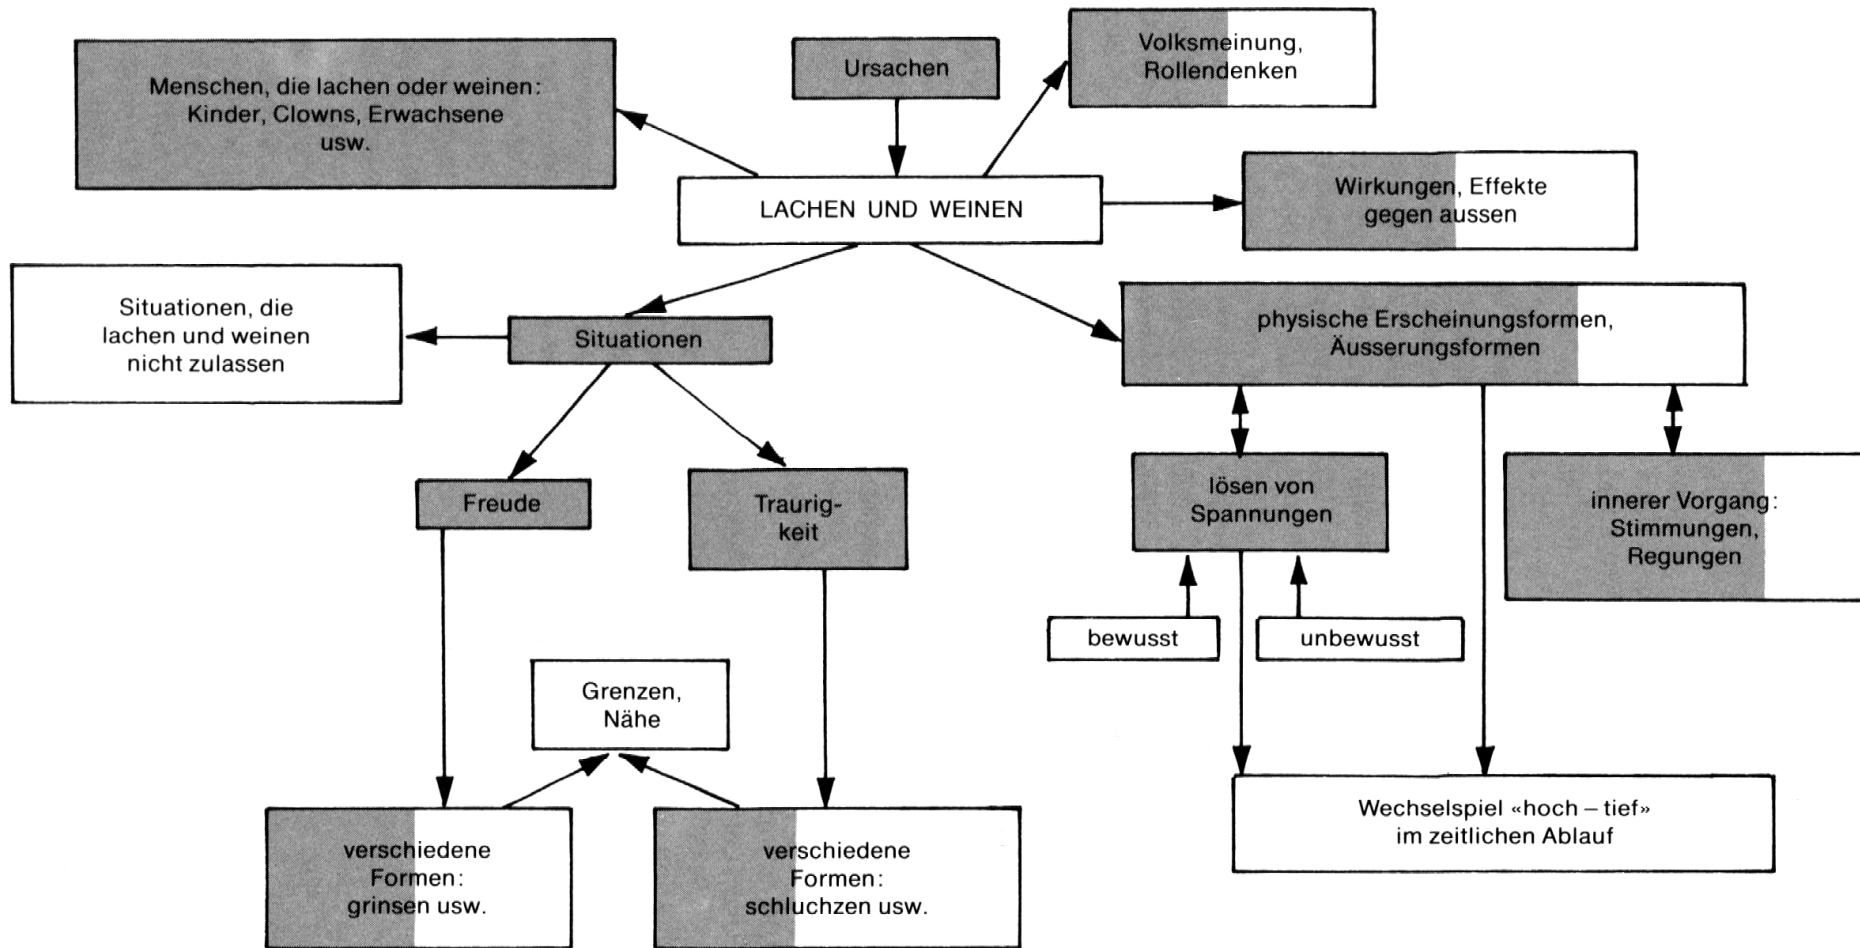 Menschen, die lachen oder weinen:
Kinder, Clowns, Erwachsene
usw.
Ursachen
Volksmeinung,
Rollendenken
LACHEN UND WEINEN
Wirkungen, Effekte
gegen aussen
Situationen, die
lachen und weinen
nicht zulassen
Situationen
physische Erscheinungsformen,
Äusserungsformen
Freude
Traurig-
keit
lösen von
Spannungen
innerer Vorgang:
Stimmungen,
Regungen
bewusst
unbewusst
Grenzen,
Nähe
verschiedene
Formen:
grinsen usw.
verschiedene
Formen:
schluchzen usw.
Wechselspiel «hoch – tief»
im zeitlichen Ablauf